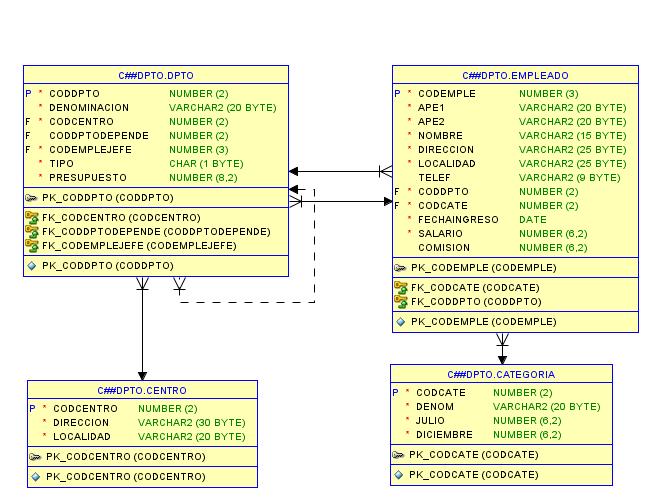 C##DPTO.DPTO
P * CODDPTO NUMBER (2)
* DENOMINACION VARCHAR2 (20 BYTE)
F * CODCENTRO NUMBER (2)
F CODDPTODEPENDE NUMBER (2)
F * CODEMPLEJEFE NUMBER (3)
* TIPO CHAR (1 BYTE)
* PRESUPUESTO NUMBER (8,2)
PK_CODDPTO (CODDPTO)
FK_CODCENTRO (CODCENTRO)
FK_CODDPTODEPENDE (CODDPTODEPENDE)
FK_CODEMPLEJEFE (CODEMPLEJEFE)
PK_CODDPTO (CODDPTO)
C##DPTO.EMPLEADO
P * CODEMPLE NUMBER (3)
* APE1 VARCHAR2 (20 BYTE)
* APE2 VARCHAR2 (20 BYTE)
* NOMBRE VARCHAR2 (15 BYTE)
* DIRECCION VARCHAR2 (25 BYTE)
* LOCALIDAD VARCHAR2 (25 BYTE)
TELEF VARCHAR2 (9 BYTE)
F * CODDPTO NUMBER (2)
F * CODCATE NUMBER (2)
* FECHAINGRESO DATE
* SALARIO NUMBER (6,2)
COMISION NUMBER (6,2)
PK_CODEMPLE (CODEMPLE)
FK_CODCATE (CODCATE)
FK_CODDPTO (CODDPTO)
PK_CODEMPLE (CODEMPLE)
C##DPTO.CENTRO
P * CODCENTRO NUMBER (2)
* DIRECCION VARCHAR2 (30 BYTE)
* LOCALIDAD VARCHAR2 (20 BYTE)
PK_CODCENTRO (CODCENTRO)
PK_CODCENTRO (CODCENTRO)
C##DPTO.CATEGORIA
P * CODCATE NUMBER (2)
* DENOM VARCHAR2 (20 BYTE)
* JULIO NUMBER (6,2)
* DICIEMBRE NUMBER (6,2)
PK_CODCATE (CODCATE)
PK_CODCATE (CODCATE)